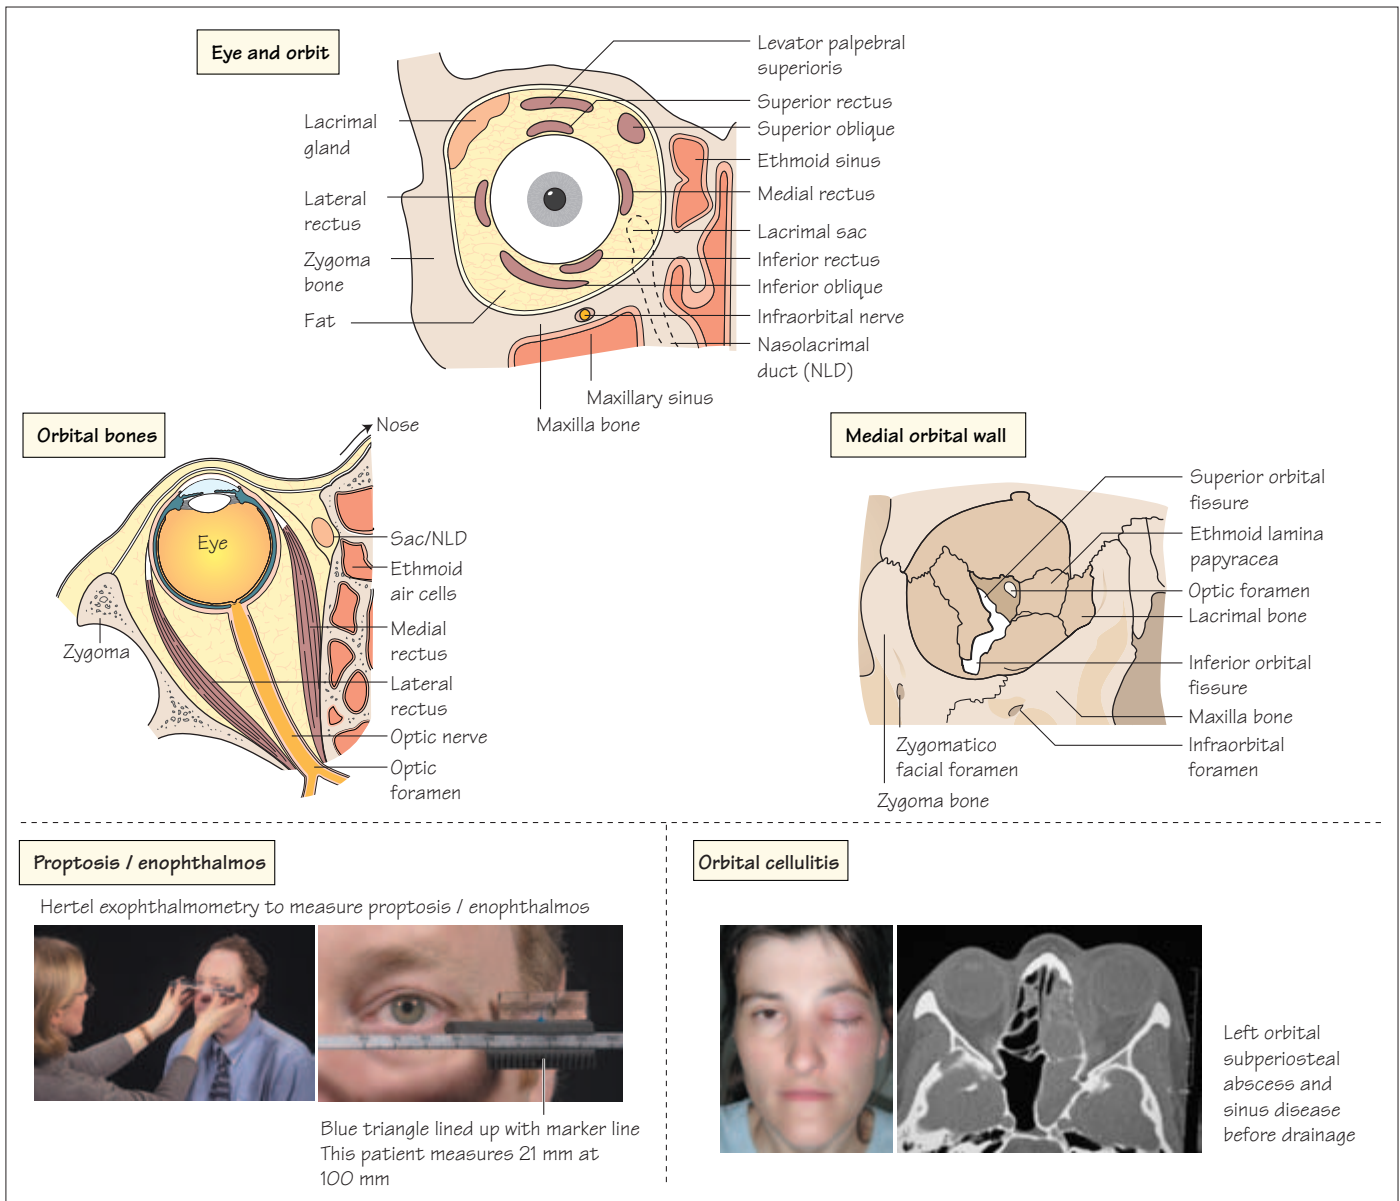 Eye and orbit
Lacrimal
gland
Lateral
rectus
Zygoma
bone
Fat
Levator palpebral
superioris
Superior rectus
Superior oblique
Ethmoid sinus
Medial rectus
Lacrimal sac
Inferior rectus
Inferior oblique
Infraorbital nerve
Nasolacrimal
duct (NLD)
Maxillary sinus
Maxilla bone
Orbital bones
Nose
Eye
Sac/NLD
Ethmoid
air cells
Medial
rectus
Zygoma
Lateral
rectus
Optic nerve
Optic
foramen
Medial orbital wall
Superior orbital
fissure
Ethmoid lamina
papyracea
Optic foramen
Lacrimal bone
Inferior orbital
fissure
Maxilla bone
Infraorbital
foramen
Zygomatico
facial foramen
Zygoma bone
Proptosis / enophthalmos
Hertel exophthalmometry to measure proptosis / enophthalmos
Blue triangle lined up with marker line
This patient measures 21 mm at
100 mm
Orbital cellulitis
Left orbital
subperiosteal
abscess and
sinus disease
before drainage